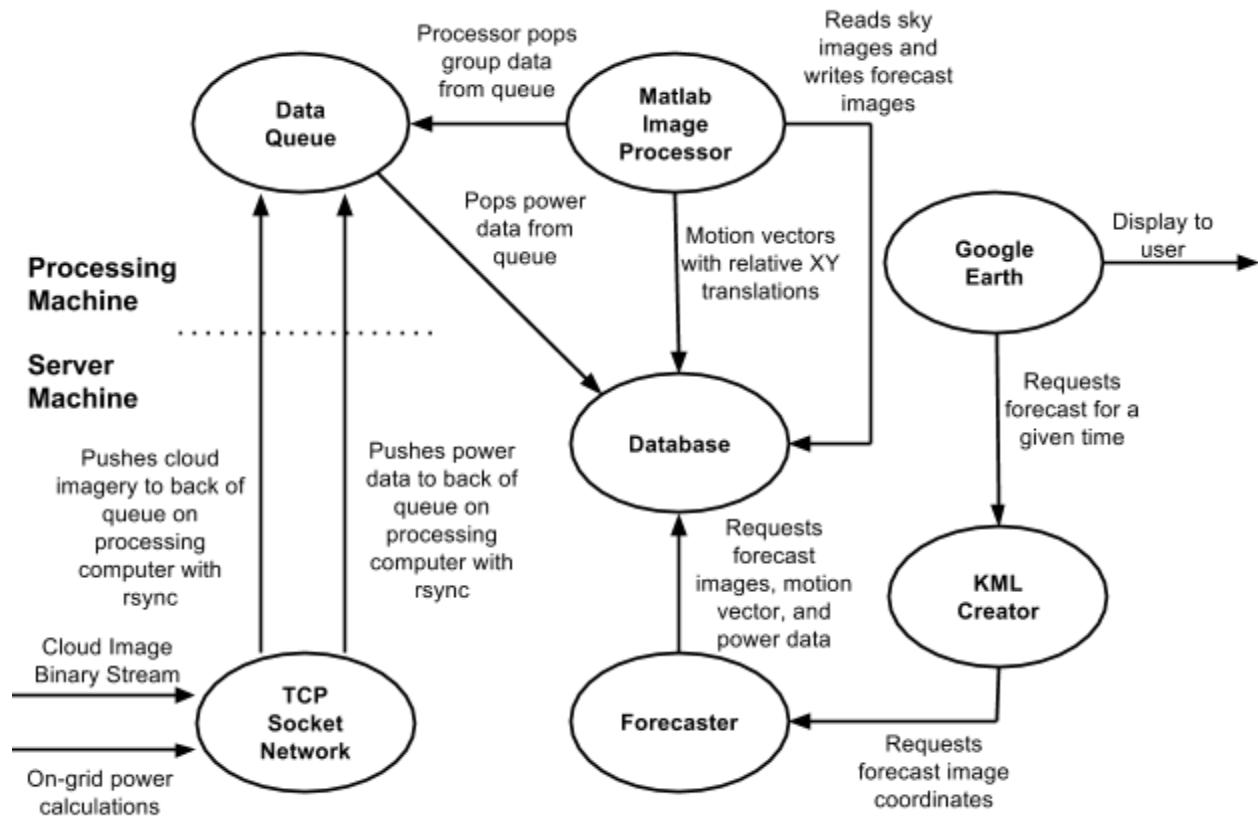 Processor pops
group data
from queue
Reads sky
images and
writes forecast
images
Data
Queue
Matlab
Image
Processor
Pops power
data from
queue
Motion vectors
with relative XY
translations
Google
Earth
Display to
user
Processing
Machine
Server
Machine
Requests
forecast for a
given time
Database
Pushes cloud
imagery to back of
queue on
processing
computer with
rsync
Pushes power
data to back of
queue on
processing
computer with
rsync
Requests
forecast
images, motion
vector, and
power data
KML
Creator
Cloud Image
Binary Stream
TCP
Socket
Network
Forecaster
On-grid power
calculations
Requests
forecast image
coordinates